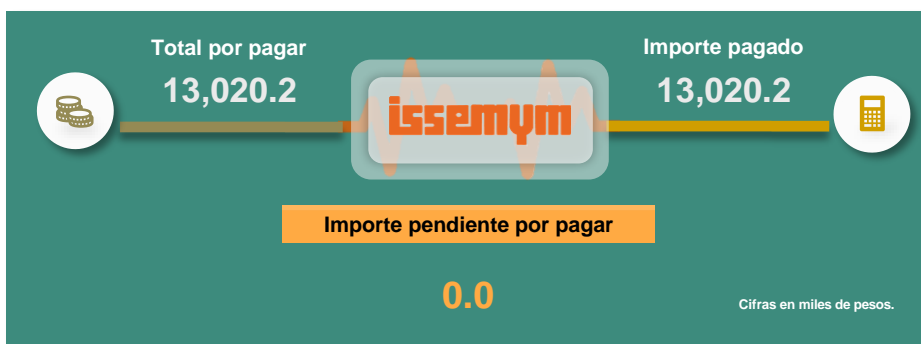 Total por pagar
13,020.2
Importe pagado
13,020.2
issemym
Importe pendiente por pagar
0.0
Cifras en miles de pesos.